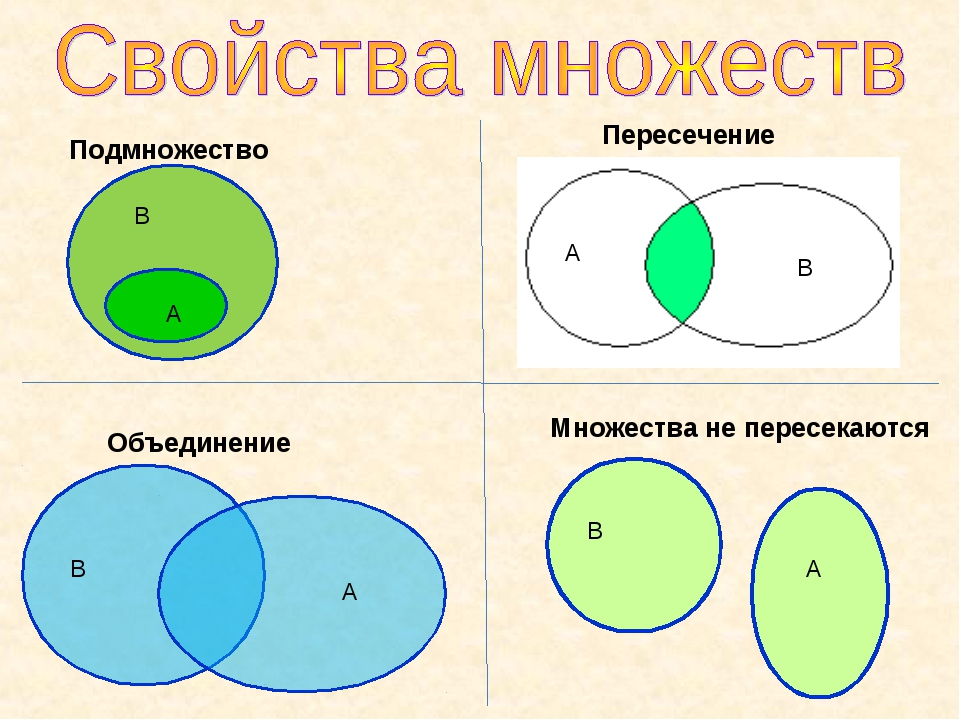 Свойства множеств
Подмножество
В
А
Пересечение
А
В
Объединение
В
А
Множества не пересекаются
В
А